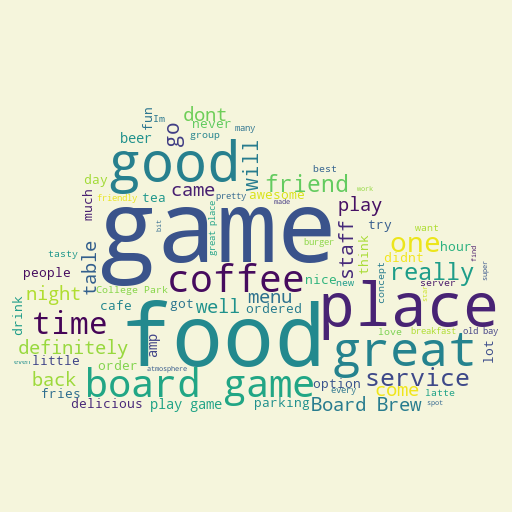 fun Im
dont
never
go
group
many
beer
good
will
best
day
friend
awesome
work
friendly
tea
came
pretty
made
much
game
great place
play
bit
staff
try
want
one
hour
think
didnt
find
tasty
table
people
coffee
nice
new
burger
concept
really
server
super
College Park
menu
night
cafe
got
well
ordered
place
drink
time
food
star
love
breakfast
old bay
definitely
amp
order
great
lot
little
atmosphere
back
board game
option
service
every
come
latte
fries
delicious
play game
parking
Board Brew
spot